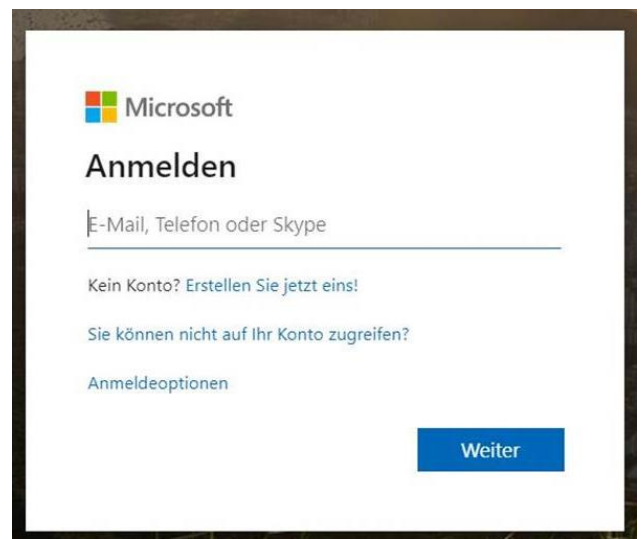 Microsoft
Anmelden
E-Mail, Telefon oder Skype
Kein Konto? Erstellen Sie jetzt eins!
Sie können nicht auf Ihr Konto zugreifen?
Anmeldeoptionen
Weiter